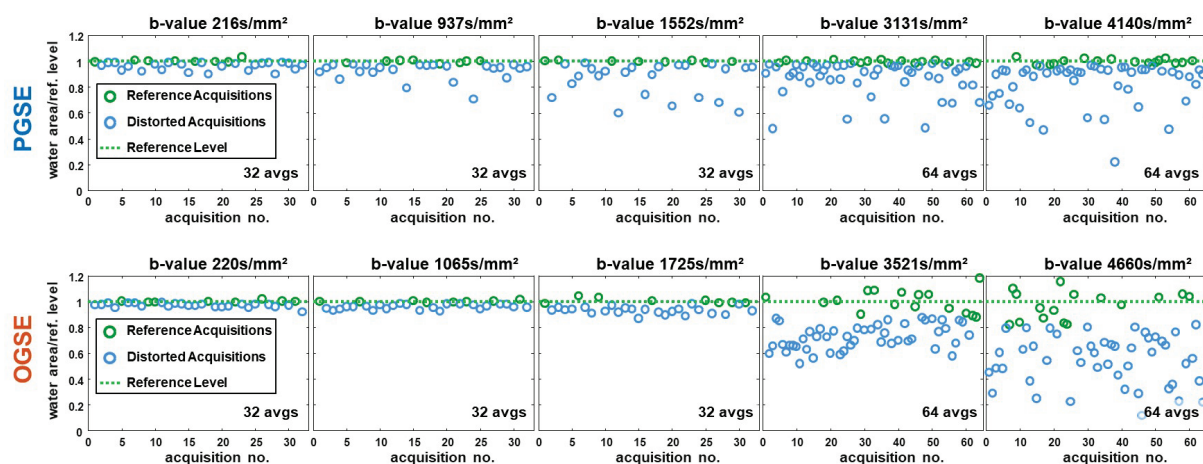 b-value 216s/mm² b-value 937s/mm² b-value 1552s/mm² b-value 3131s/mm² b-value 4140s/mm²
PGSE
water area/ref. level
1.2
1
0.8
0.6
0.4
0.2
0
Reference Acquisitions
Distorted Acquisitions
Reference Level
32 avgs 32 avgs 32 avgs 64 avgs 64 avgs
0 5 10 15 20 25 30 0 5 10 15 20 25 30 0 5 10 15 20 25 30 0 10 20 30 40 50 60 0 10 20 30 40 50 60
acquisition no. acquisition no. acquisition no. acquisition no. acquisition no.
b-value 220s/mm² b-value 1065s/mm² b-value 1725s/mm² b-value 3521s/mm² b-value 4660s/mm²
OGSE
water area/ref. level
1.2
1
0.8
0.6
0.4
0.2
0
Reference Acquisitions
Distorted Acquisitions
Reference Level
32 avgs 32 avgs 32 avgs 64 avgs 64 avgs
0 5 10 15 20 25 30 0 5 10 15 20 25 30 0 5 10 15 20 25 30 0 10 20 30 40 50 60 0 10 20 30 40 50 60
acquisition no. acquisition no. acquisition no. acquisition no. acquisition no.